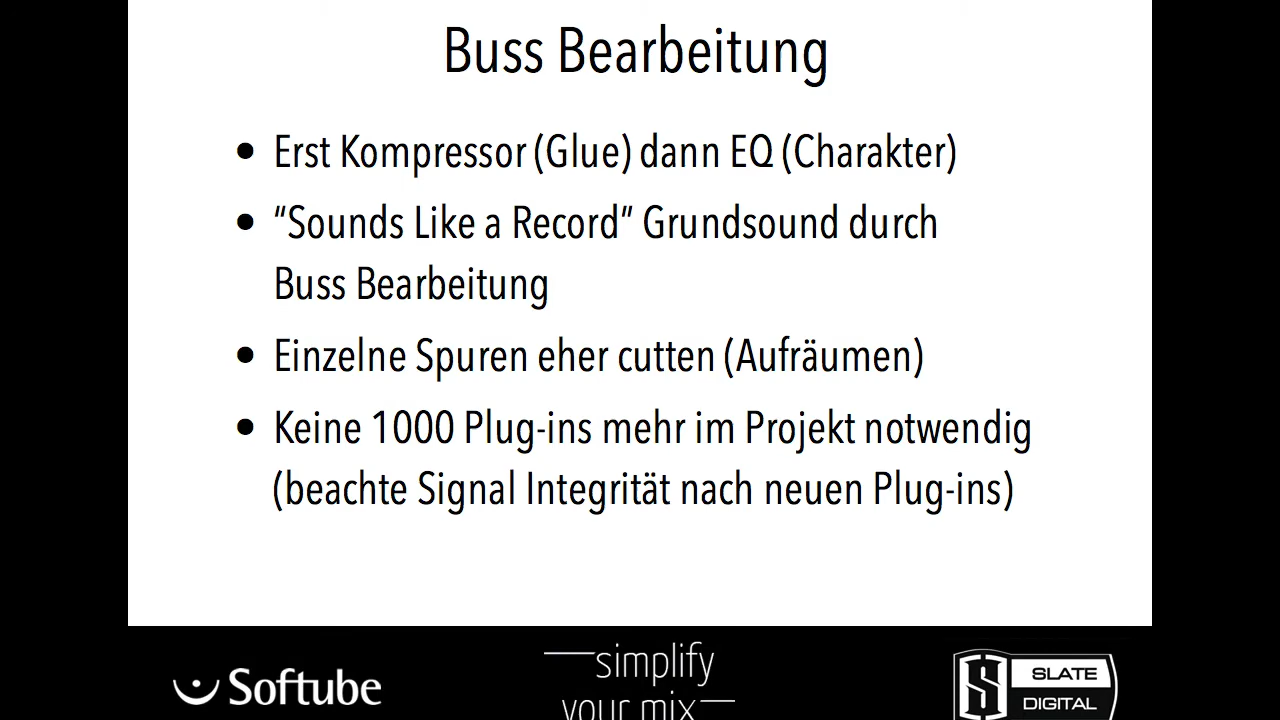 Buss Bearbeitung
• Erst Kompressor (Glue) dann EQ (Charakter)
• “Sounds Like a Record” Grundsound durch
Buss Bearbeitung
• Einzelne Spuren eher cutten (Aufräumen)
• Keine 1000 Plug-ins mehr im Projekt notwendig
(beachte Signal Integrität nach neuen Plug-ins)
Softube
simplify
your mix
SLATE
DIGITAL